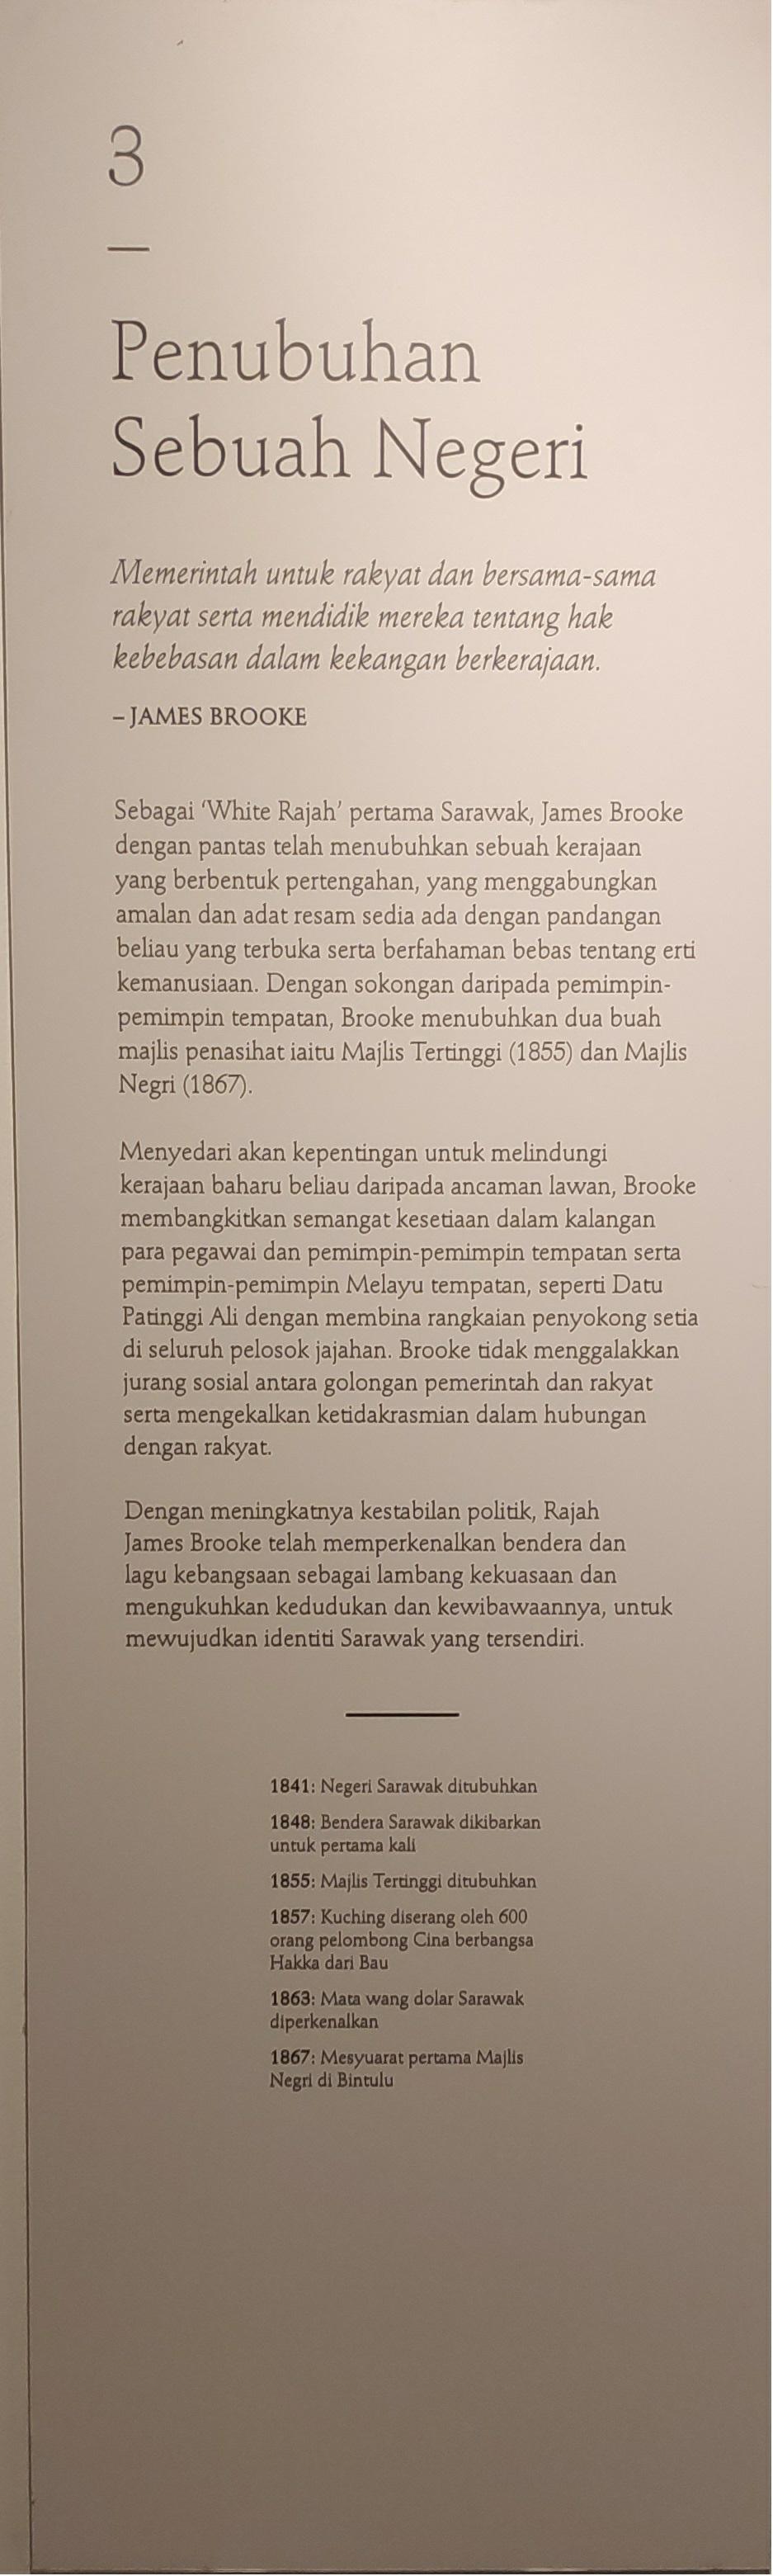 3
Penubuhan
Sebuah Negeri
Memerintah untuk rakyat dan bersama-sama
rakyat serta mendidik mereka tentang hak
kebebasan dalam kekangan berkerajaan.
– JAMES BROOKE
Sebagai ‘White Rajah’ pertama Sarawak, James Brooke
dengan pantas telah menubuhkan sebuah kerajaan
yang berbentuk pertengahan, yang menggabungkan
amalan dan adat resam sedia ada dengan pandangan
beliau yang terbuka serta berfahaman bebas tentang erti
kemanusiaan. Dengan sokongan daripada pemimpin-
pemimpin tempatan, Brooke menubuhkan dua buah
majlis penasihat iaitu Majlis Tertinggi (1855) dan Majlis
Negri (1867).
Menyedari akan kepentingan untuk melindungi
kerajaan baharu beliau daripada ancaman lawan, Brooke
membangkitkan semangat kesetiaan dalam kalangan
para pegawai dan pemimpin-pemimpin tempatan serta
pemimpin-pemimpin Melayu tempatan, seperti Datu
Patinggi Ali dengan membina rangkaian penyokong setia
di seluruh pelosok jajahan. Brooke tidak menggalakkan
jurang sosial antara golongan pemerintah dan rakyat
serta mengekalkan ketidakrasmian dalam hubungan
dengan rakyat.
Dengan meningkatnya kestabilan politik, Rajah
James Brooke telah memperkenalkan bendera dan
lagu kebangsaan sebagai lambang kekuasaan dan
mengukuhkan kedudukan dan kewibawaannya, untuk
mewujudkan identiti Sarawak yang tersendiri.
1841: Negeri Sarawak ditubuhkan
1848: Bendera Sarawak dikibarkan
untuk pertama kali
1855: Majlis Tertinggi ditubuhkan
1857: Kuching diserang oleh 600
orang pelombong Cina berbangsa
Hakka dari Bau
1863: Mata wang dolar Sarawak
diperkenalkan
1867: Mesyuarat pertama Majlis
Negri di Bintulu